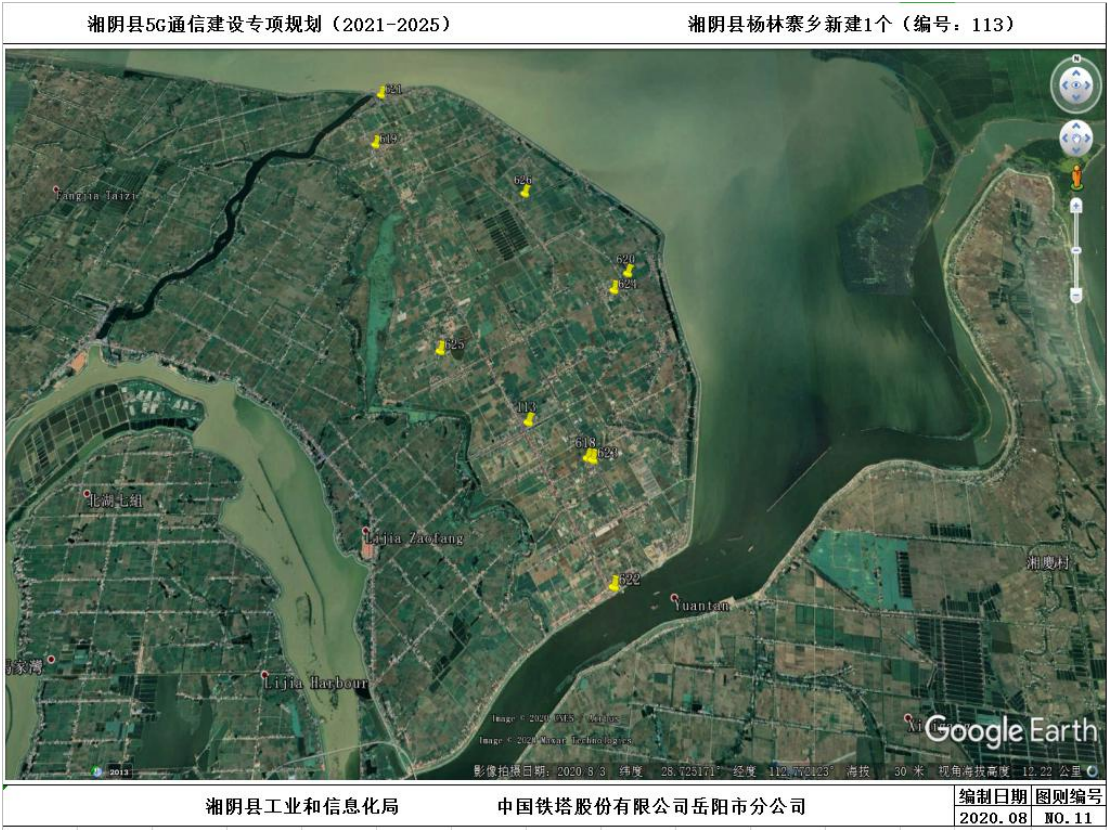 湘阴县5G通信建设专项规划（2021-2025）
湘阴县杨林寨乡新建1个（编号：113）
N
621
619
Fangjia Taizi
626
620
624
625
113
618
623
北湖七組
Lijia Zaofang
湘慶村
622
Yuantan
家灣
Lijia Harbour
Google Earth
Image © 2020 CNES / Airbus
Image © 2020 Maxar Technologies
2013
影像拍摄日期：2020/8/3 纬度 28.725171° 经度 112.772123° 海拔 30 米 视角海拔高度 12.22 公里
湘阴县工业和信息化局
中国铁塔股份有限公司岳阳市分公司
编制日期 图则编号
2020.08 NO.11